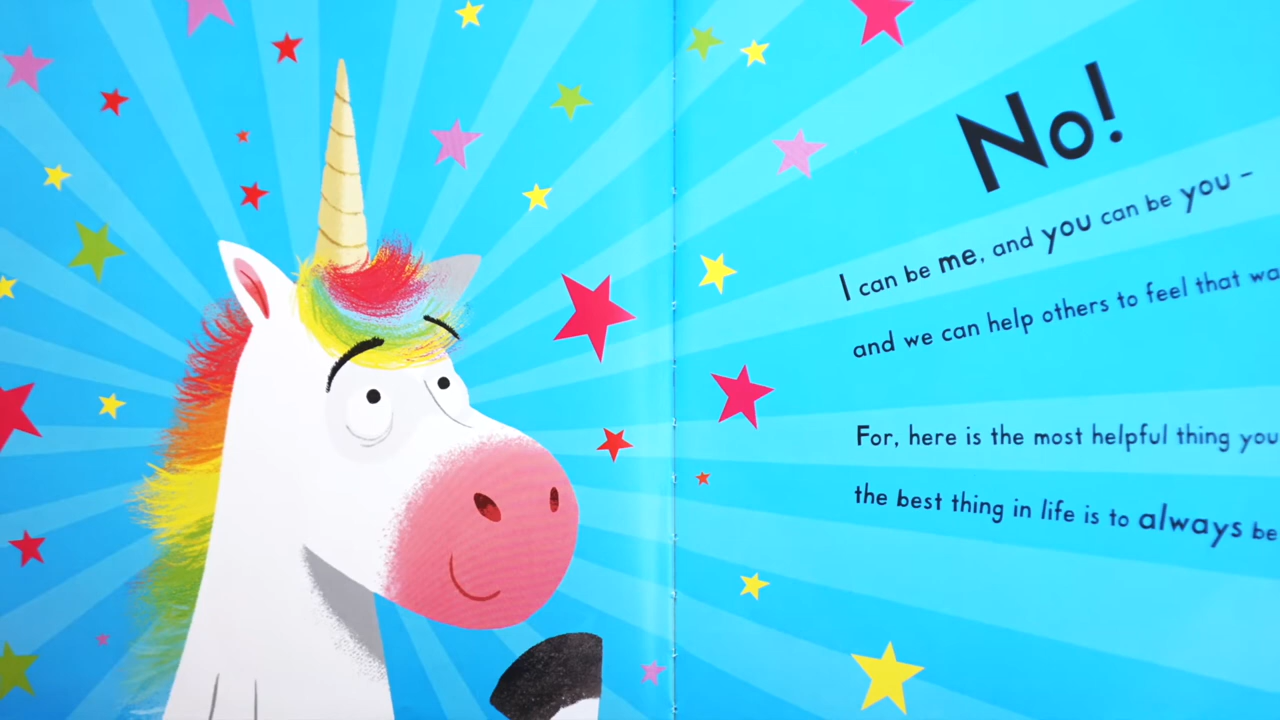 No!
I can be me, and you can be you –
and we can help others to feel that
For, here is the most helpful thing you
the best thing in life is to always be